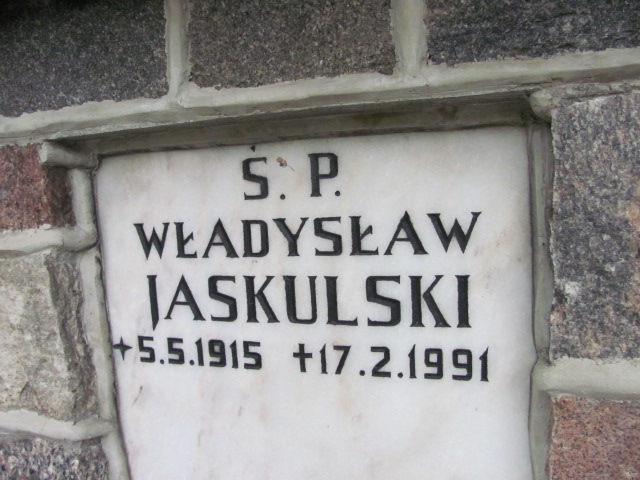 Ś. P.
WŁADYSŁAW
JASKULSKI
+5.5.1915 +17.2.1991